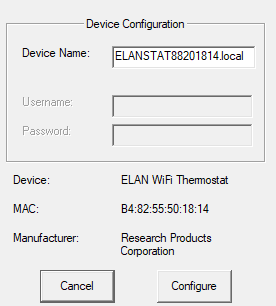 Device Configuration
Device Name: ELANSTAT88201814.local
Username:
Password:
Device: ELAN WiFi Thermostat
MAC: B4:82:55:50:18:14
Manufacturer: Research Products
Corporation
Cancel Configure